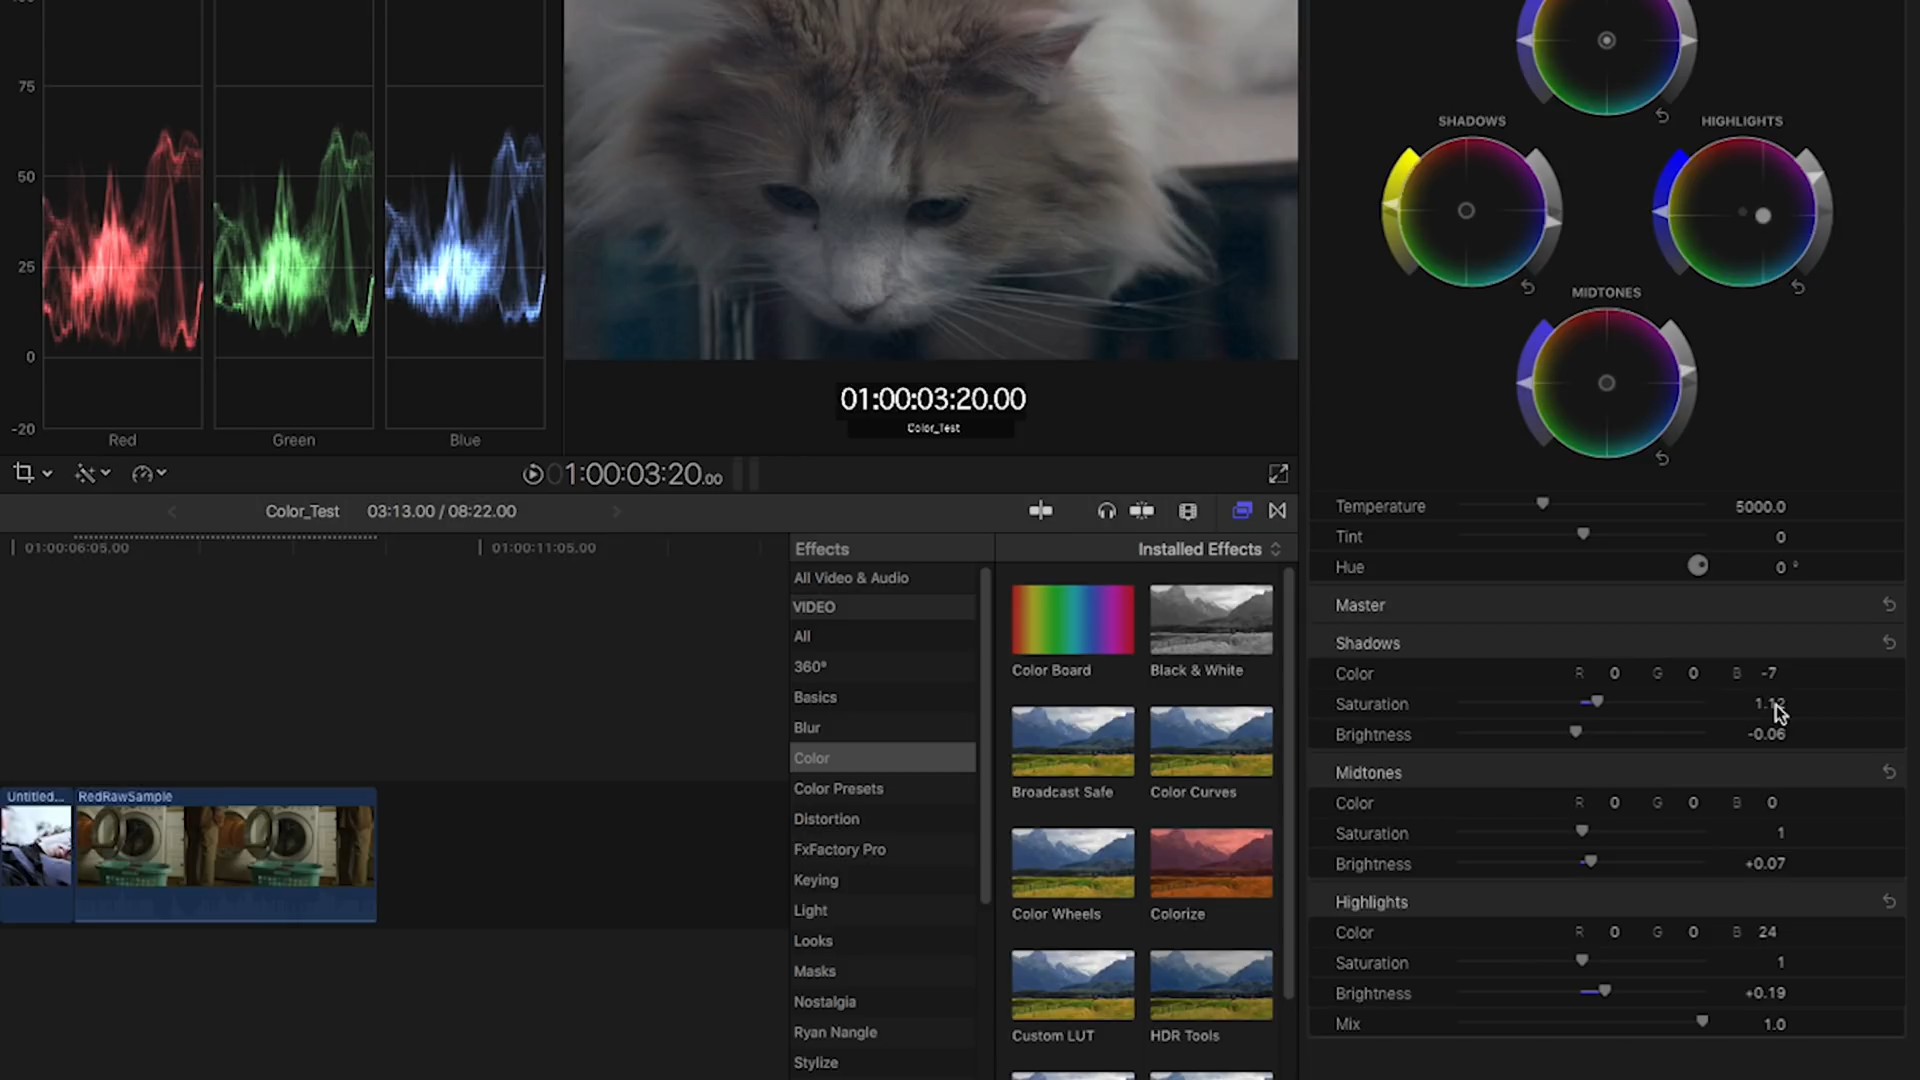 75
50
25
0
-20
Red
Green
Blue
01:00:03:20.00
Color_Test
01:00:03:20.00
Color_Test
03:13.00 / 08:22.00
01:00:06:05.00
01:00:11:05.00
Untitled...
RedRawSample
Effects
Installed Effects
All Video & Audio
VIDEO
All
360°
Basics
Blur
Color
Color Presets
Distortion
FxFactory Pro
Keying
Light
Looks
Masks
Nostalgia
Ryan Nangle
Stylize
Color Board
Black & White
Broadcast Safe
Color Curves
Color Wheels
Colorize
Custom LUT
HDR Tools
SHADOWS
HIGHLIGHTS
MIDTONES
Temperature 5000.0
Tint 0
Hue 0 °
Master
Shadows
Color R 0 G 0 B -7
Saturation 1.12
Brightness -0.06
Midtones
Color R 0 G 0 B 0
Saturation 1
Brightness +0.07
Highlights
Color R 0 G 0 B 24
Saturation 1
Brightness +0.19
Mix 1.0